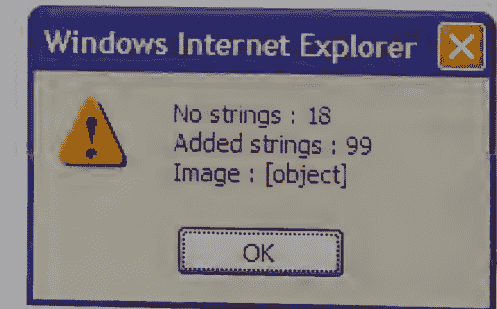 Windows Internet Explorer
No strings : 18
Added strings : 99
Image : [object]
OK